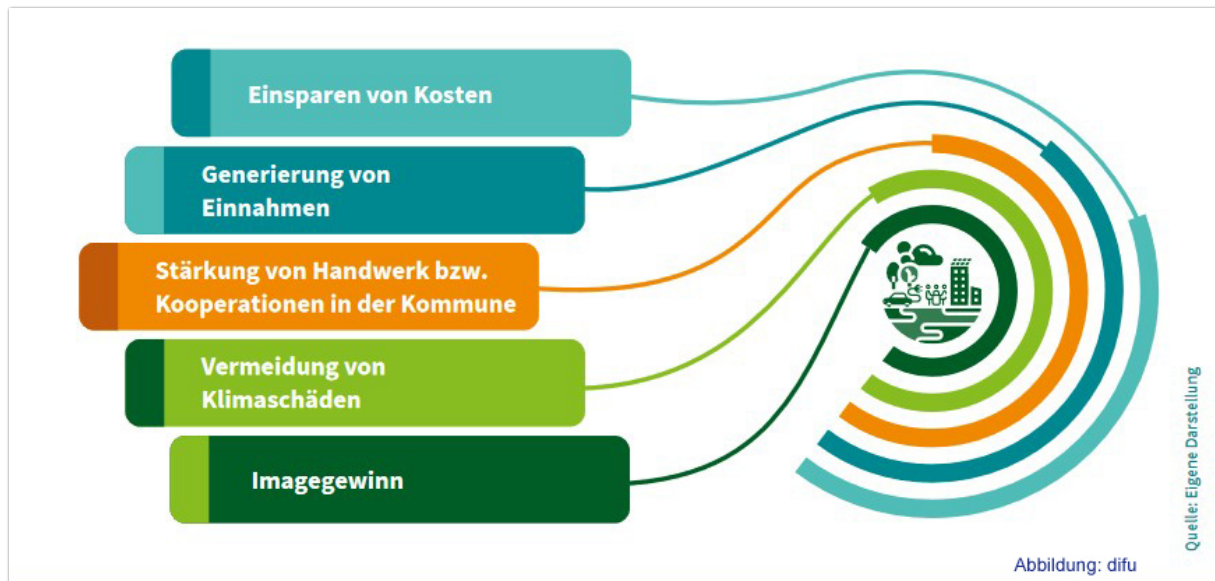 Einsparen von Kosten
Generierung von
Einnahmen
Stärkung von Handwerk bzw.
Kooperationen in der Kommune
Vermeidung von
Klimaschäden
Imagegewinn
Quelle: Eigene Darstellung
Abbildung: difu